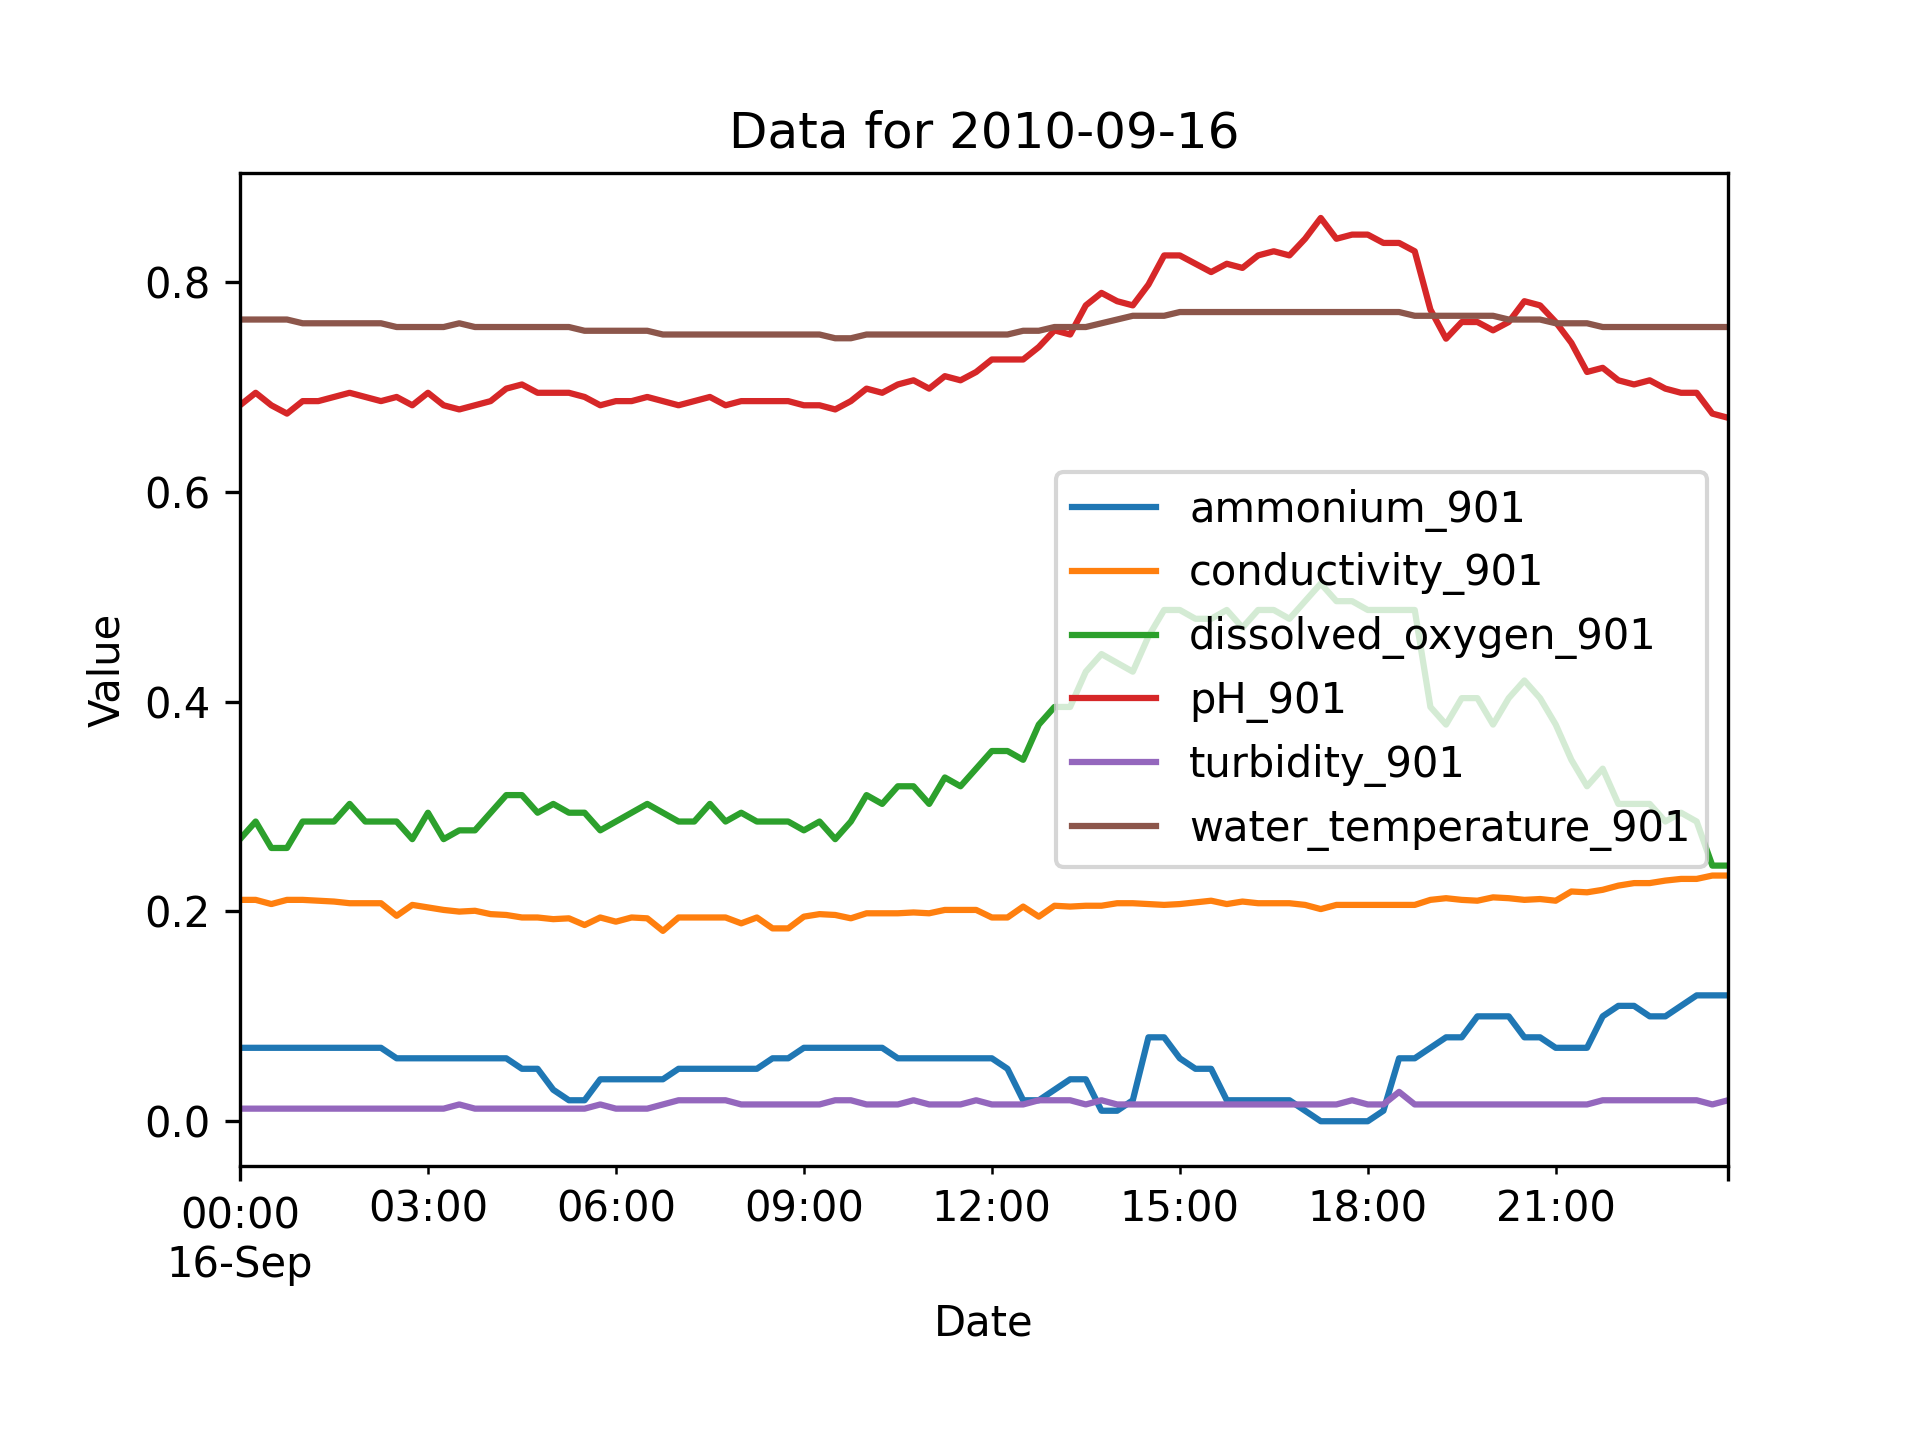 Data for 2010-09-16
Value
0.8
0.6
0.4
0.2
0.0
ammonium_901
conductivity_901
dissolved_oxygen_901
pH_901
turbidity_901
water_temperature_901
00:00 03:00 06:00 09:00 12:00 15:00 18:00 21:00
16-Sep
Date